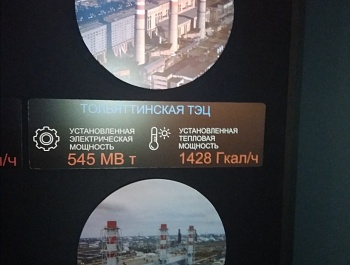 ТОЛЬЯТТИНСКАЯ ТЭЦ
УСТАНОВЛЕННАЯ
ЭЛЕКТРИЧЕСКАЯ
МОЩНОСТЬ
545 МВ т
УСТАНОВЛЕННАЯ
ТЕПЛОВАЯ
МОЩНОСТЬ
1428 Гкал/ч
/ч